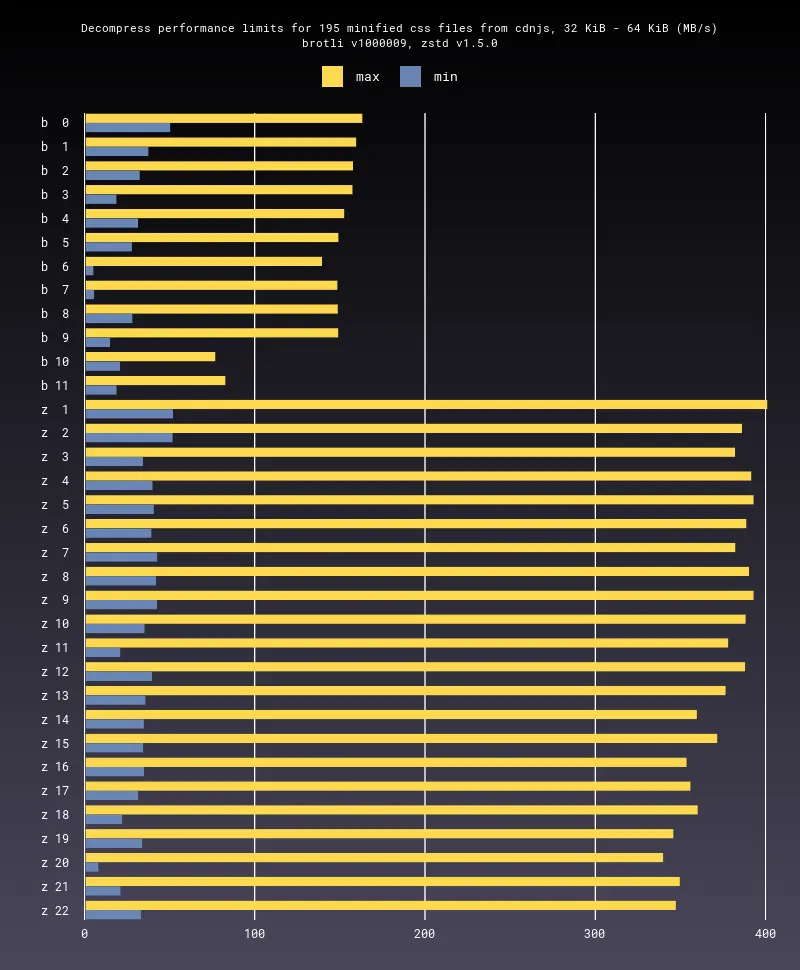 Decompress performance limits for 195 minified css files from cdnjs, 32 KiB - 64 KiB (MB/s)
brotli v1000009, zstd v1.5.0
max min
b 0
b 1
b 2
b 3
b 4
b 5
b 6
b 7
b 8
b 9
b 10
b 11
z 1
z 2
z 3
z 4
z 5
z 6
z 7
z 8
z 9
z 10
z 11
z 12
z 13
z 14
z 15
z 16
z 17
z 18
z 19
z 20
z 21
z 22
0 100 200 300 400